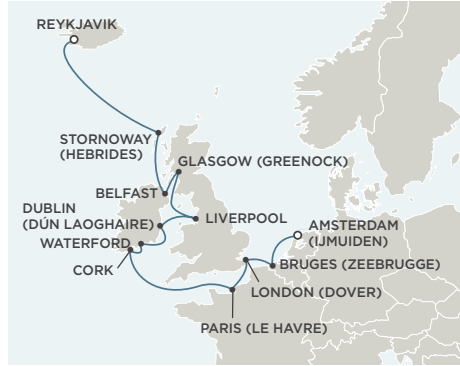 REYKJAVIK
STORNOWAY
(HEBRIDES)
GLASGOW (GREENOCK)
BELFAST
DUBLIN
(DÚN LAOGHAIRE)
LIVERPOOL
WATERFORD
CORK
AMSTERDAM
(IJMUIDEN)
BRUGES (ZEEBRUGGE)
LONDON (DOVER)
PARIS (LE HAVRE)